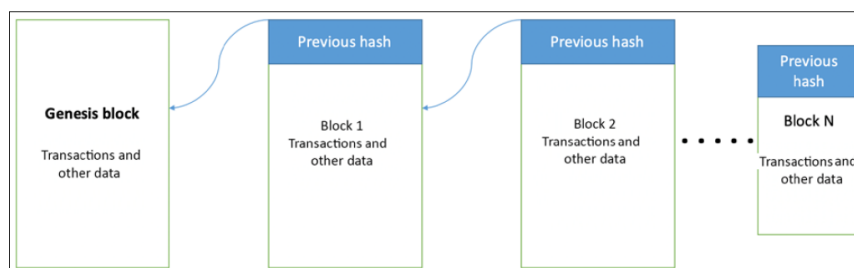 Genesis block
Transactions and
other data
Previous hash
Block 1
Transactions and
other data
Previous hash
Block 2
Transactions and
other data
Previous
hash
Block N
Transactions and
other data